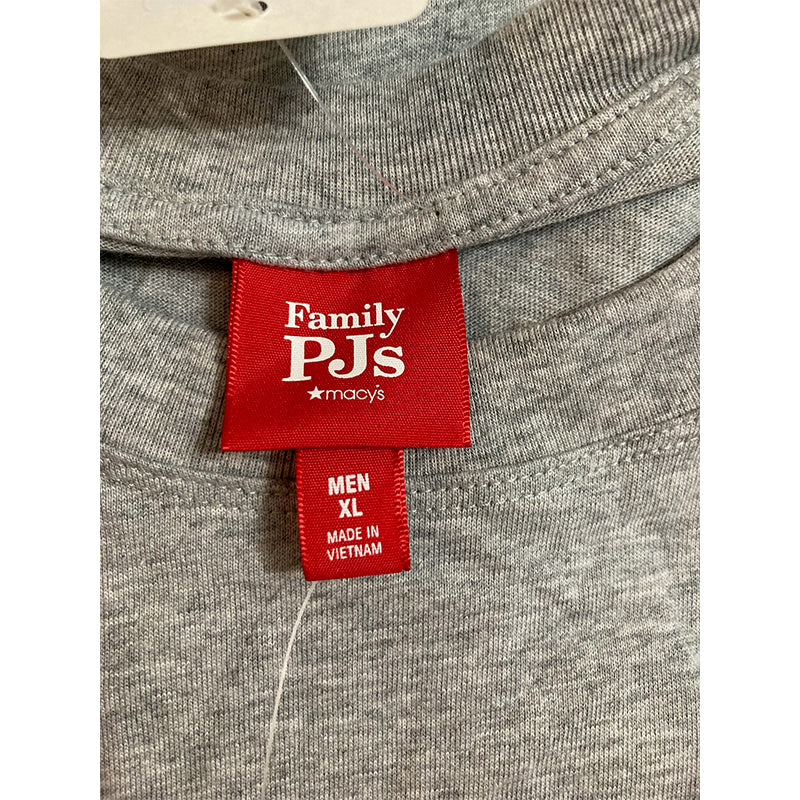 Family
PJs
★macy's
MEN
XL
MADE IN
VIETNAM